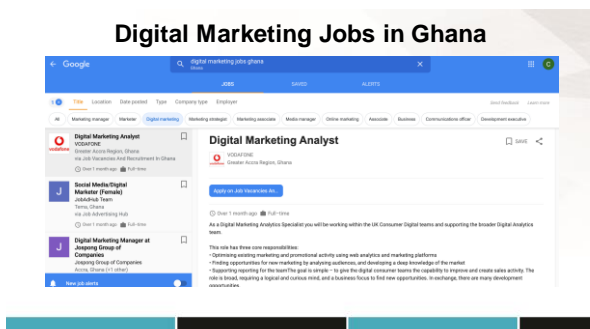 Digital Marketing Jobs in Ghana
Google
digital marketing jobs ghana
Ghana
JOBS SAVED ALERTS
Title Location Date posted Type Company type Employer
Send feedback Learn more
All Marketing manager Marketer Digital marketing Marketing strategist Marketing associate Media manager Online marketing Associate Business Communications officer Development executive
Digital Marketing Analyst
VODAFONE
Greater Accra Region, Ghana
via Job Vacancies And Recruitment In Ghana
Over 1 month ago Full-time
vodafone
J
Social Media/Digital
Marketer (Female)
JobAdHub Team
Tema, Ghana
via Job Advertising Hub
Over 1 month ago Full-time
J
Digital Marketing Manager at
Jospong Group of
Companies
Jospong Group of Companies
Accra, Ghana (+1 other)
New job alerts
Digital Marketing Analyst
SAVE
VODAFONE
Greater Accra Region, Ghana
Apply on Job Vacancies An...
Over 1 month ago Full-time
As a Digital Marketing Analytics Specialist you will be working within the UK Consumer Digital teams and supporting the broader Digital Analytics
team.
This role has three core responsibilities:
• Optimising existing marketing and promotional activity using web analytics and marketing platforms
• Finding opportunities for new marketing by analysing audiences, and developing a deep knowledge of the market
• Supporting reporting for the teamThe goal is simple – to give the digital consumer teams the capability to improve and create sales activity. The
role is broad, requiring a logical and curious mind, and a business focus to find new opportunities. In exchange, there are many development
opportunities